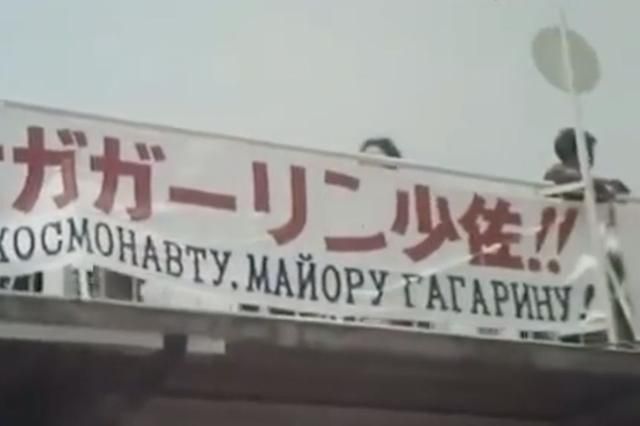 ガガーリン少佐!!
КОСМОНАВТУ, МАЙОРУ ГАГАРИНУ!